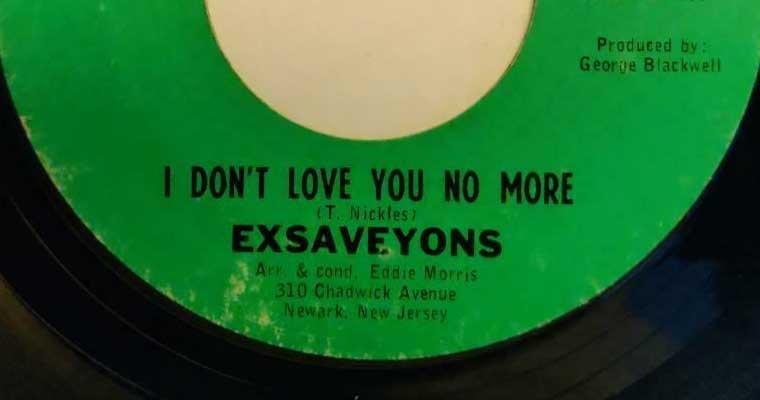 Produced by:
George Blackwell
I DON'T LOVE YOU NO MORE
(T. Nickles)
EXSAVEYONS
Arr. & cond. Eddie Morris
310 Chadwick Avenue
Newark, New Jersey